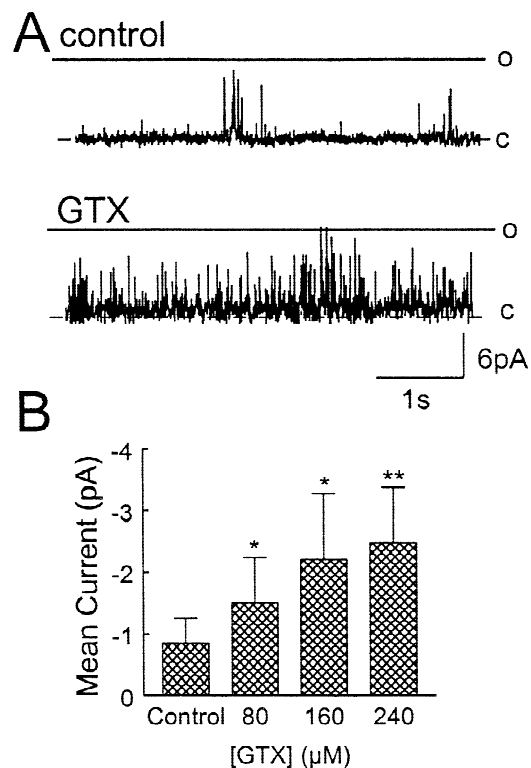 A control
O
C
GTX
O
C
6pA
1s
B
Mean Current (pA)
-4
-3
-2
-1
0
*
*
**
Control 80 160 240
[GTX] (μM)